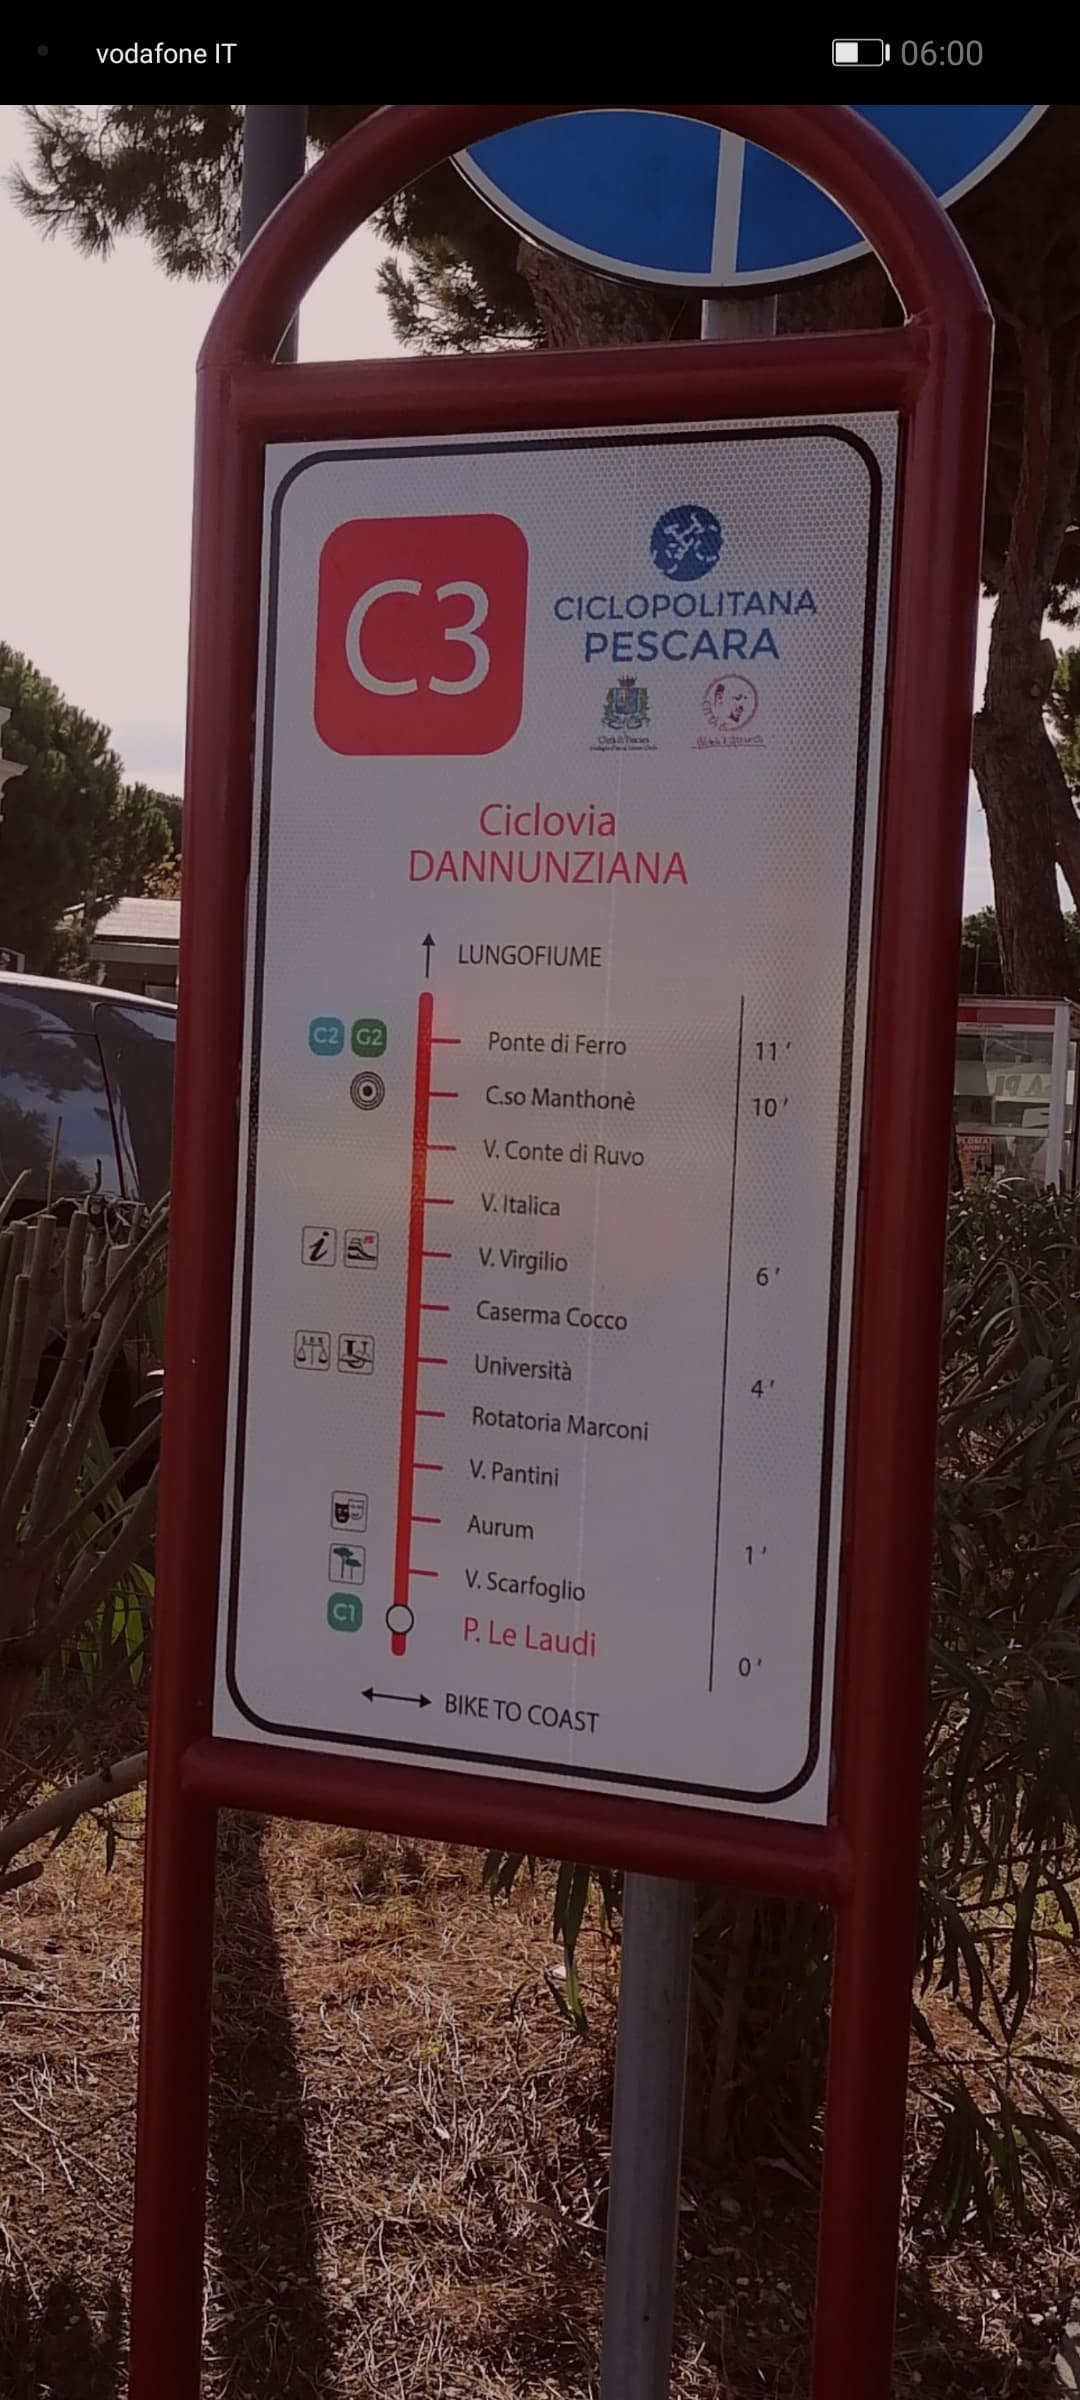 vodafone IT
06:00
C3
CICLOPOLITANA
PESCARA
Ciclovia
DANNUNZIANA
LUNGOFIUME
C2 G2 Ponte di Ferro 11'
C.so Manthonè 10'
V. Conte di Ruvo
V. Italica
i V. Virgilio 6'
Caserma Cocco
Università 4'
Rotatoria Marconi
V. Pantini
Aurum 1'
V. Scarfoglio
C1 P. Le Laudi 0'
BIKE TO COAST